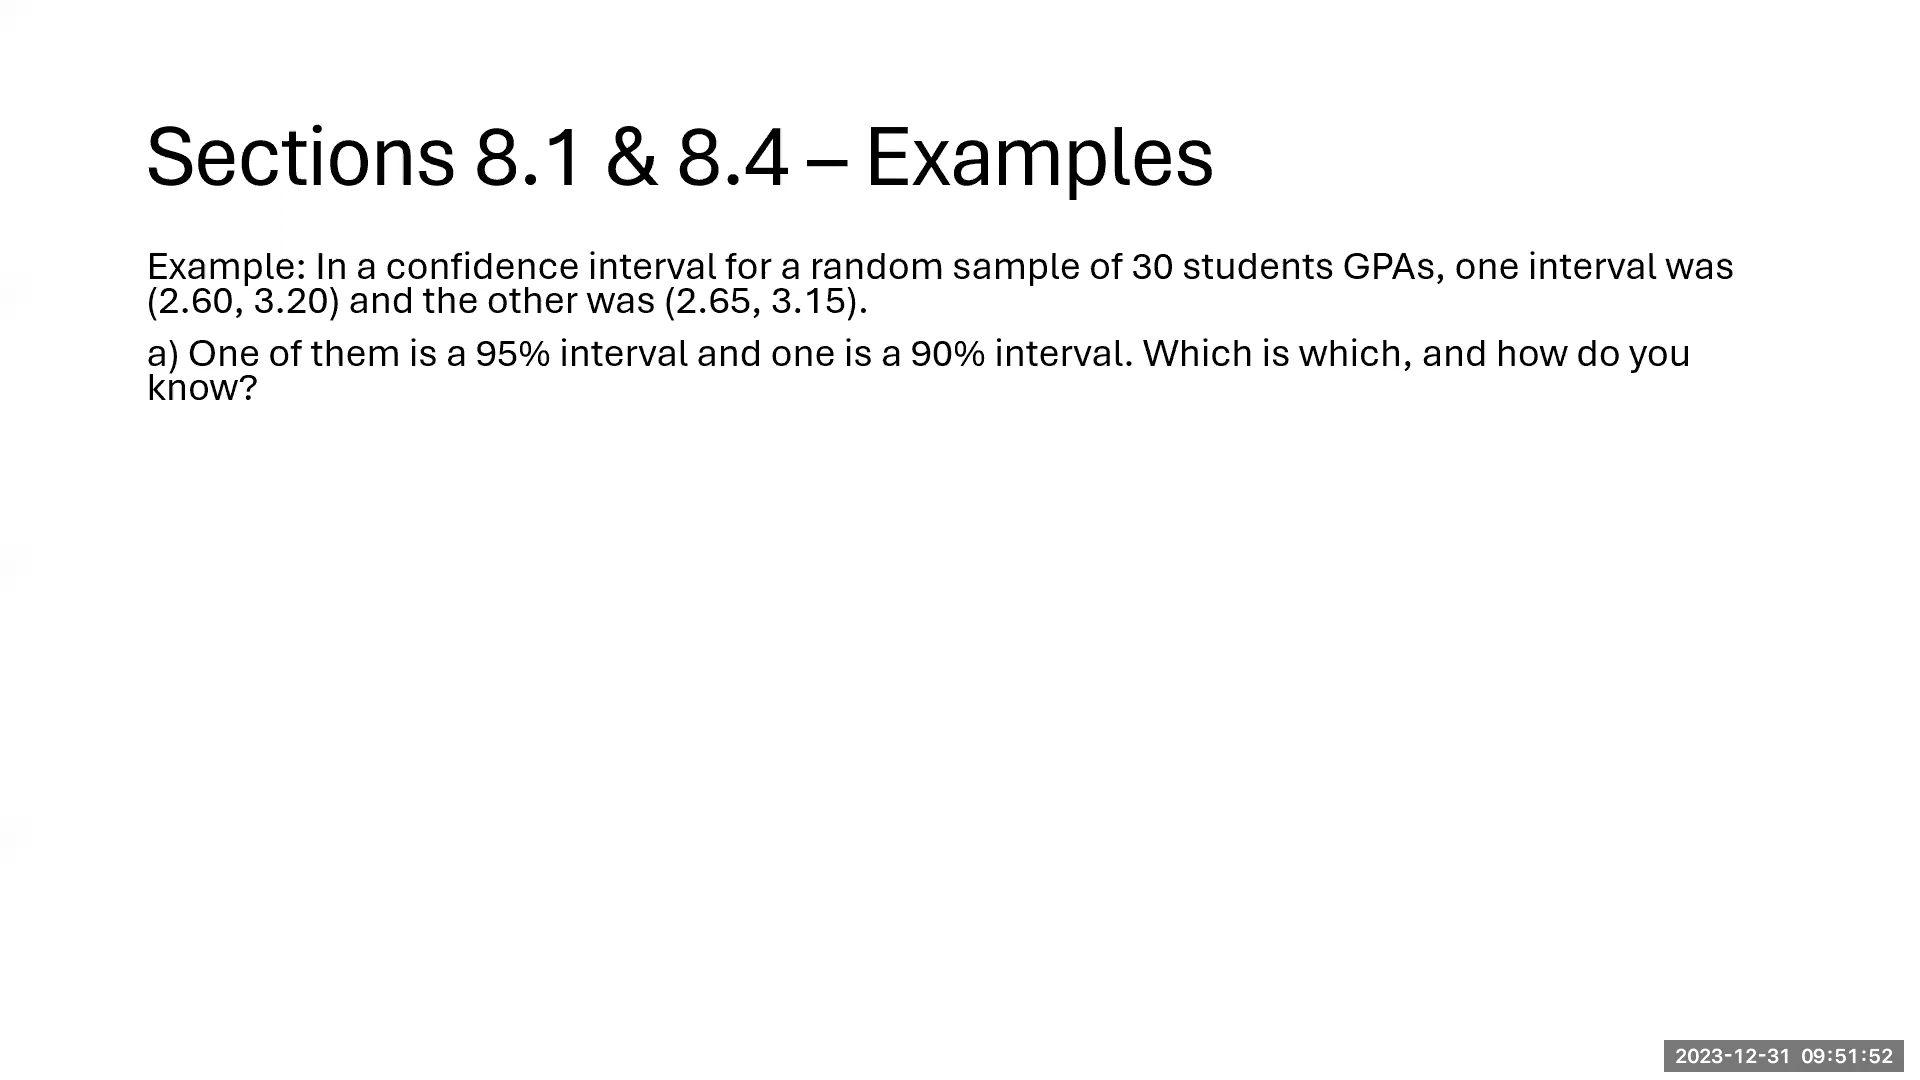 Sections 8.1 & 8.4 – Examples
Example: In a confidence interval for a random sample of 30 students GPAs, one interval was
(2.60, 3.20) and the other was (2.65, 3.15).
a) One of them is a 95% interval and one is a 90% interval. Which is which, and how do you
know?
2023-12-31 09:51:52